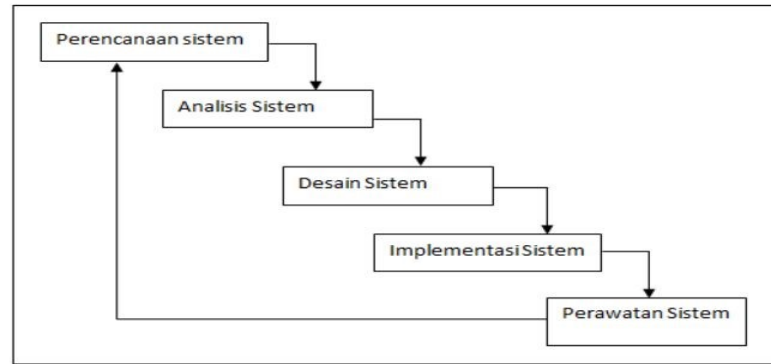 Perencanaan sistem
Analisis Sistem
Desain Sistem
Implementasi Sistem
Perawatan Sistem